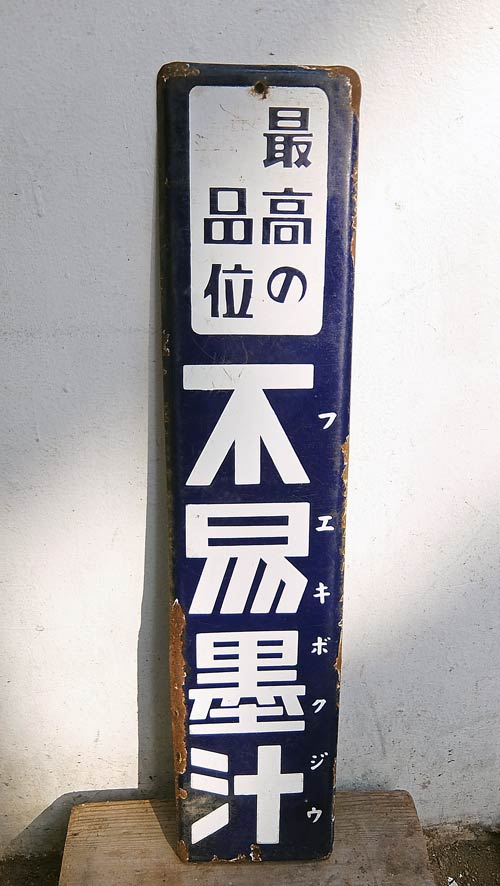 最高の
品位
不易墨汁
フエキボクジウ